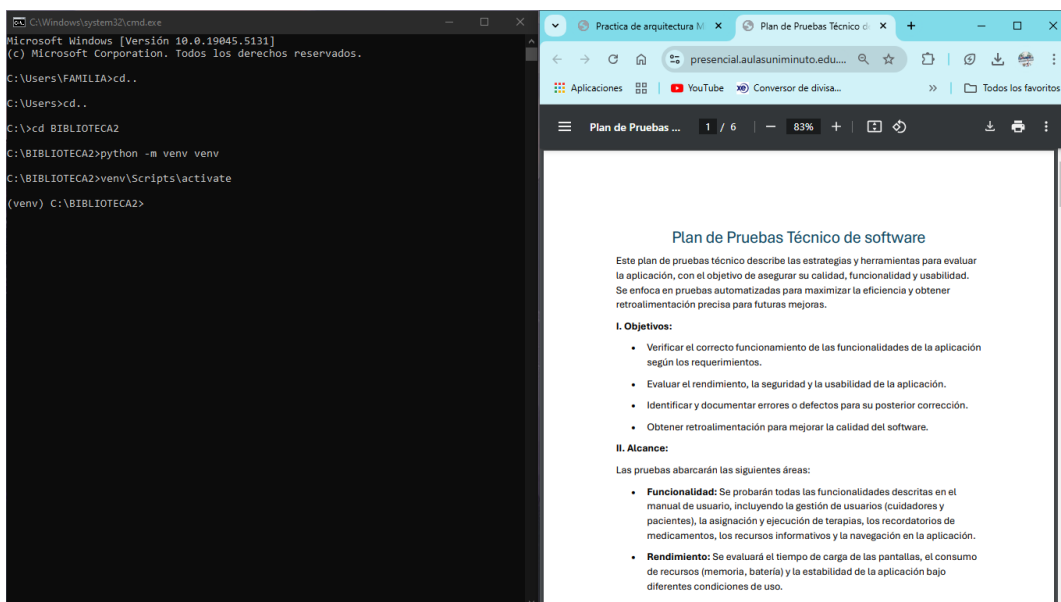 C:\Windows\system32\cmd.exe
Microsoft Windows [Versión 10.0.19045.5131]
(c) Microsoft Corporation. Todos los derechos reservados.
C:\Users\FAMILIA>cd..
C:\Users>cd..
C:\>cd BIBLIOTECA2
C:\BIBLIOTECA2>python -m venv venv
C:\BIBLIOTECA2>venv\Scripts\activate
(venv) C:\BIBLIOTECA2>
Practica de arquitectura M
Plan de Pruebas Técnico d
presencial.aulasuniminuto.edu....
Aplicaciones
YouTube
Conversor de divisa...
Todos los favoritos
Plan de Pruebas ...
1 / 6
83%
Plan de Pruebas Técnico de software
Este plan de pruebas técnico describe las estrategias y herramientas para evaluar
la aplicación, con el objetivo de asegurar su calidad, funcionalidad y usabilidad.
Se enfoca en pruebas automatizadas para maximizar la eficiencia y obtener
retroalimentación precisa para futuras mejoras.
I. Objetivos:
• Verificar el correcto funcionamiento de las funcionalidades de la aplicación
según los requerimientos.
• Evaluar el rendimiento, la seguridad y la usabilidad de la aplicación.
• Identificar y documentar errores o defectos para su posterior corrección.
• Obtener retroalimentación para mejorar la calidad del software.
II. Alcance:
Las pruebas abarcarán las siguientes áreas:
• Funcionalidad: Se probarán todas las funcionalidades descritas en el
manual de usuario, incluyendo la gestión de usuarios (cuidadores y
pacientes), la asignación y ejecución de terapias, los recordatorios de
medicamentos, los recursos informativos y la navegación en la aplicación.
• Rendimiento: Se evaluará el tiempo de carga de las pantallas, el consumo
de recursos (memoria, batería) y la estabilidad de la aplicación bajo
diferentes condiciones de uso.